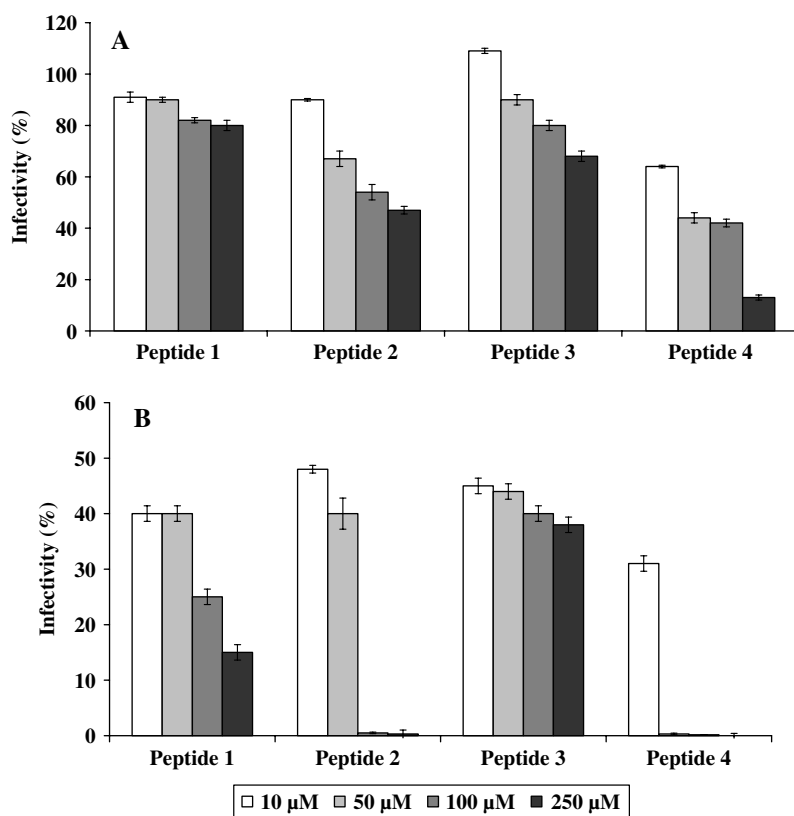 A
120
100
80
60
40
20
0
Infectivity (%)
Peptide 1 Peptide 2 Peptide 3 Peptide 4
B
60
50
40
30
20
10
0
Infectivity (%)
Peptide 1 Peptide 2 Peptide 3 Peptide 4
10 µM 50 µM 100 µM 250 µM